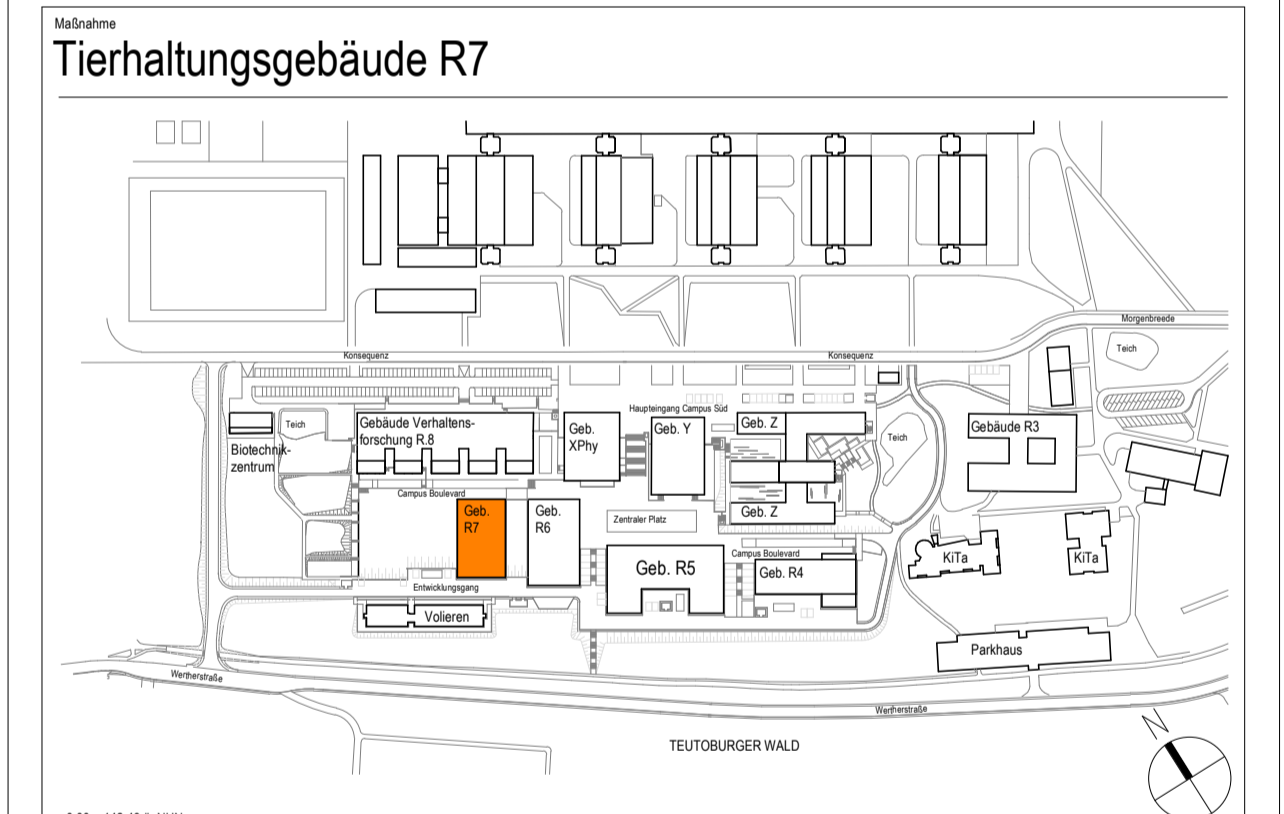 Maßnahme
Tierhaltungsgebäude R7
Morgenbreede
Konsequenz
Konsequenz
Teich
Haupteingang Campus Süd
Teich
Gebäude Verhaltens-
forschung R.8
Geb.
XPhy
Geb. Y
Geb. Z
Teich
Gebäude R3
Biotechnik-
zentrum
Campus Boulevard
Geb.
R7
Geb.
R6
Zentraler Platz
Geb. Z
Campus Boulevard
Geb. R5
Geb. R4
KiTa
KiTa
Entwicklungsgang
Volieren
Parkhaus
Wertherstraße
Wertherstraße
TEUTOBURGER WALD
N